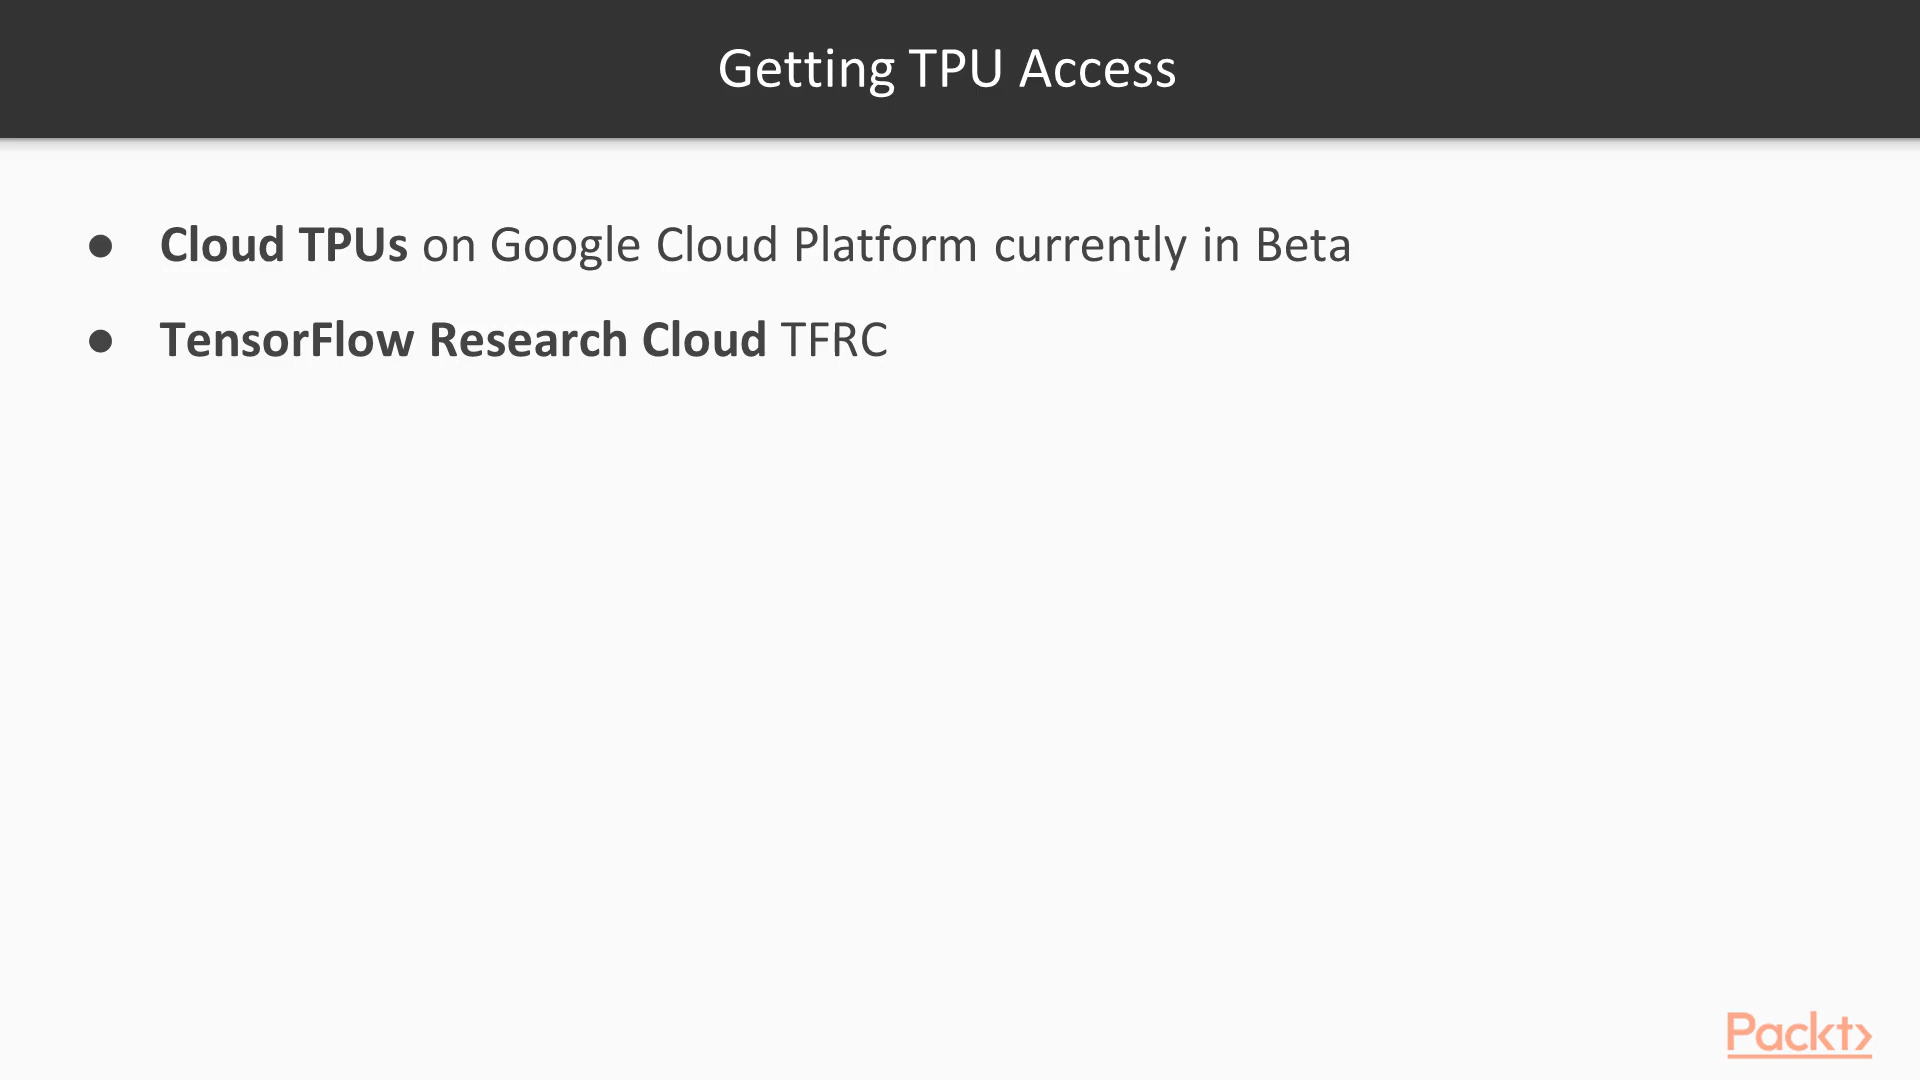 Getting TPU Access
● Cloud TPUs on Google Cloud Platform currently in Beta
● TensorFlow Research Cloud TFRC
Packt>